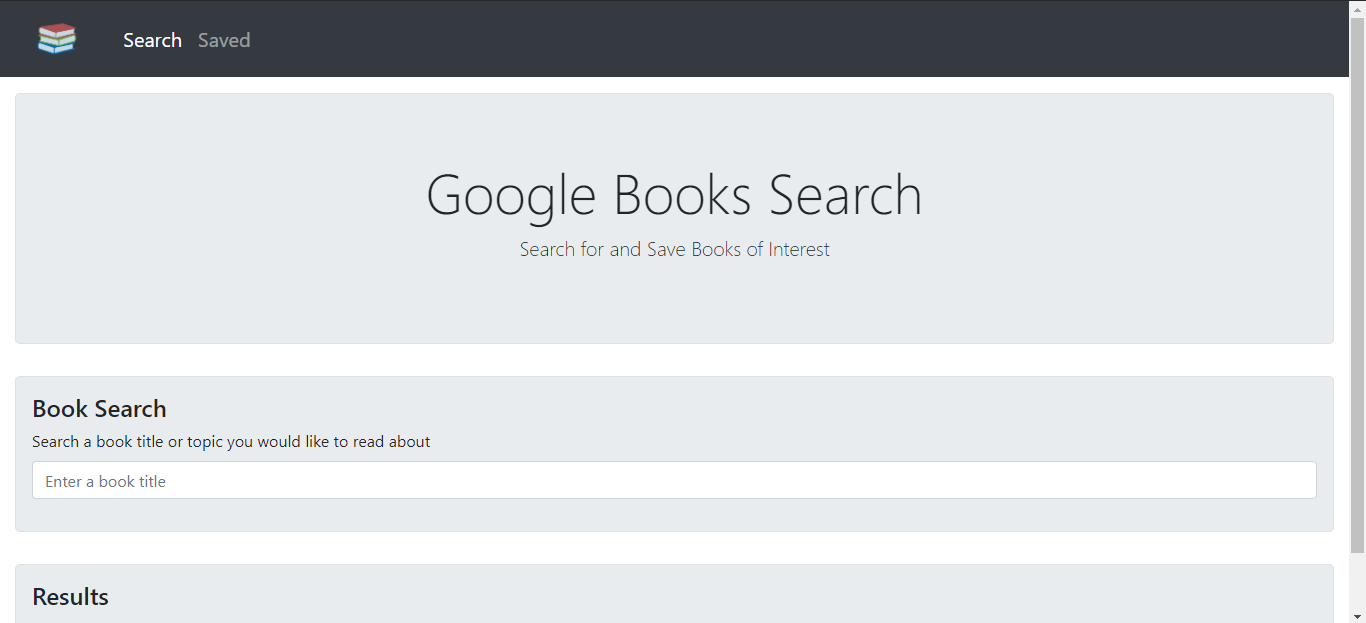 Search Saved
Google Books Search
Search for and Save Books of Interest
Book Search
Search a book title or topic you would like to read about
Enter a book title
Results